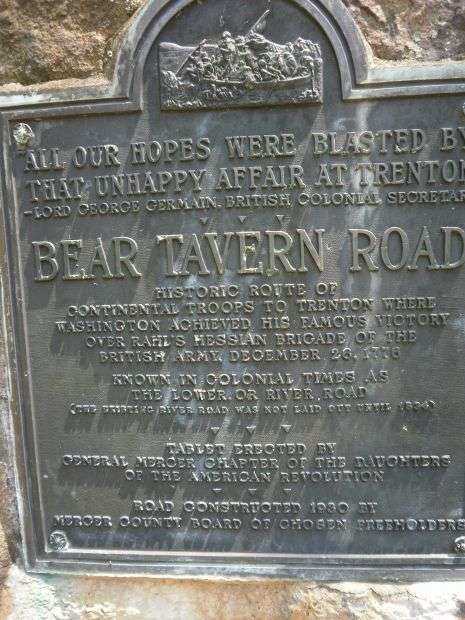 ALL OUR HOPES WERE BLASTED BY
THAT UNHAPPY AFFAIR AT TRENTON
-LORD GEORGE GERMAIN, BRITISH COLONIAL SECRETAR
BEAR TAVERN ROAD
HISTORIC ROUTE OF
CONTINENTAL TROOPS TO TRENTON WHERE
WASHINGTON ACHIEVED HIS FAMOUS VICTORY
OVER RAHL'S HESSIAN BRIGADE OF THE
BRITISH ARMY, DECEMBER 26, 1776
KNOWN IN COLONIAL TIMES AS
THE LOWER OR RIVER ROAD
(THE EXISTING RIVER ROAD WAS NOT LAID OUT UNTIL 1834)
TABLET ERECTED BY
GENERAL MERCER CHAPTER OF THE DAUGHTERS
OF THE AMERICAN REVOLUTION
ROAD CONSTRUCTED 1930 BY
MERCER COUNTY BOARD OF CHOSEN FREEHOLDERS